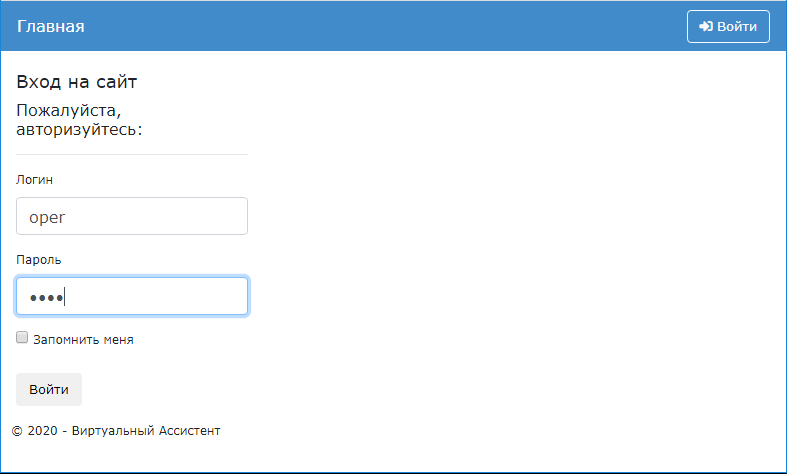 Главная
Войти
Вход на сайт
Пожалуйста,
авторизуйтесь:
Логин
oper
Пароль
••••
Запомнить меня
Войти
© 2020 - Виртуальный Ассистент